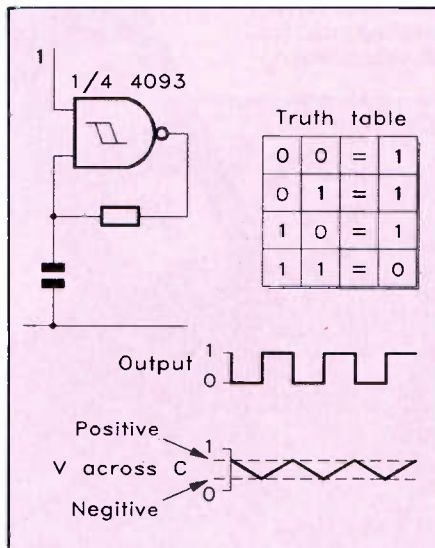 1
1/4 4093
Truth table
0 0 = 1
0 1 = 1
1 0 = 1
1 1 = 0
Output 1
0
Positive
1
V across C
0
Negitive